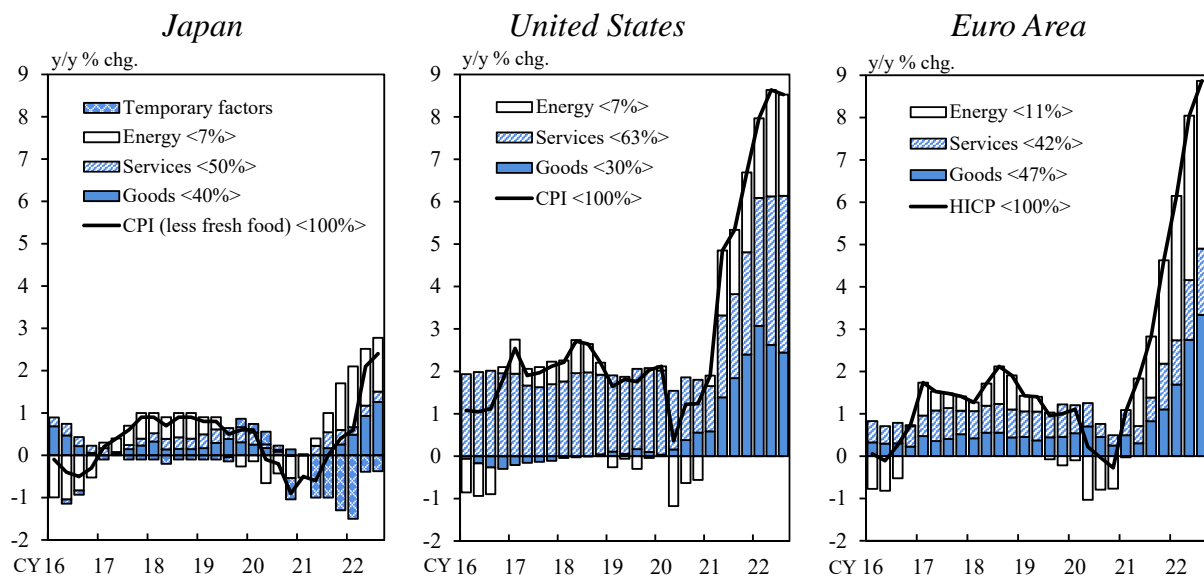 Japan
y/y % chg.
9
8
7
6
5
4
3
2
1
0
-1
-2
Temporary factors
Energy <7%>
Services <50%>
Goods <40%>
CPI (less fresh food) <100%>
CY 16 17 18 19 20 21 22
United States
y/y % chg.
9
8
7
6
5
4
3
2
1
0
-1
-2
Energy <7%>
Services <63%>
Goods <30%>
CPI <100%>
CY 16 17 18 19 20 21 22
Euro Area
y/y % chg.
9
8
7
6
5
4
3
2
1
0
-1
-2
Energy <11%>
Services <42%>
Goods <47%>
HICP <100%>
CY 16 17 18 19 20 21 22